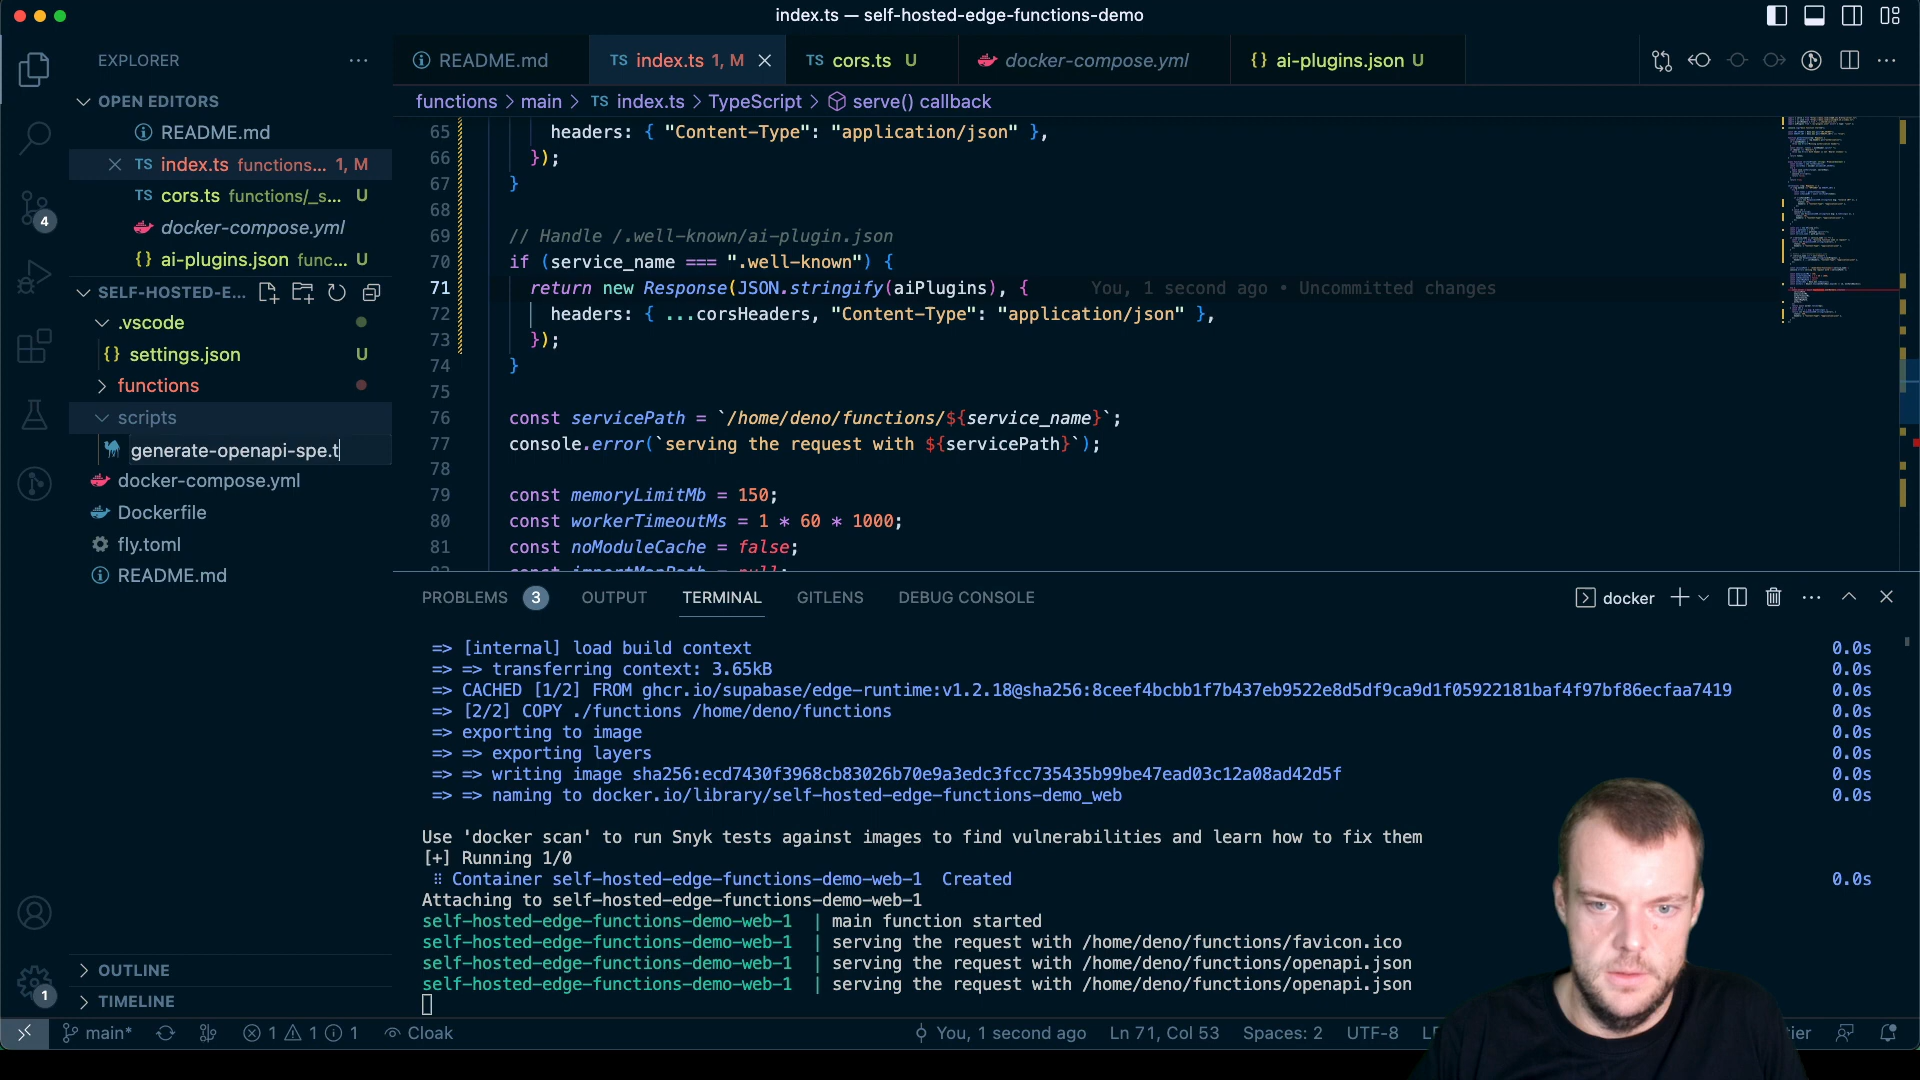 index.ts — self-hosted-edge-functions-demo
EXPLORER
README.md
TS index.ts 1, M
TS cors.ts U
docker-compose.yml
{} ai-plugins.json U
OPEN EDITORS
README.md
TS index.ts functions... 1, M
TS cors.ts functions/_s... U
docker-compose.yml
{} ai-plugins.json func... U
SELF-HOSTED-E...
.vscode
{} settings.json U
functions
scripts
generate-openapi-spe.t
docker-compose.yml
Dockerfile
fly.toml
README.md
OUTLINE
TIMELINE
4
1
functions > main > TS index.ts > TypeScript > serve() callback
65 headers: { "Content-Type": "application/json" },
66 });
67 }
68
69 // Handle /.well-known/ai-plugin.json
70 if (service_name === ".well-known") {
71 return new Response(JSON.stringify(aiPlugins), { You, 1 second ago • Uncommitted changes
72 headers: { ...corsHeaders, "Content-Type": "application/json" },
73 });
74 }
75
76 const servicePath = `/home/deno/functions/${service_name}`;
77 console.error(`serving the request with ${servicePath}`);
78
79 const memoryLimitMb = 150;
80 const workerTimeoutMs = 1 * 60 * 1000;
81 const noModuleCache = false;
82 const importMapPath = null;
PROBLEMS 3 OUTPUT TERMINAL GITLENS DEBUG CONSOLE
docker
=> [internal] load build context 0.0s
=> => transferring context: 3.65kB 0.0s
=> CACHED [1/2] FROM ghcr.io/supabase/edge-runtime:v1.2.18@sha256:8ceef4bcbb1f7b437eb9522e8d5df9ca9d1f05922181baf4f97bf86ecfaa7419 0.0s
=> [2/2] COPY ./functions /home/deno/functions 0.0s
=> exporting to image 0.0s
=> => exporting layers 0.0s
=> => writing image sha256:ecd7430f3968cb83026b70e9a3edc3fcc735435b99be47ead03c12a08ad42d5f 0.0s
=> => naming to docker.io/library/self-hosted-edge-functions-demo_web 0.0s
Use 'docker scan' to run Snyk tests against images to find vulnerabilities and learn how to fix them
[+] Running 1/0
⠿ Container self-hosted-edge-functions-demo-web-1 Created 0.0s
Attaching to self-hosted-edge-functions-demo-web-1
self-hosted-edge-functions-demo-web-1 | main function started
self-hosted-edge-functions-demo-web-1 | serving the request with /home/deno/functions/favicon.ico
self-hosted-edge-functions-demo-web-1 | serving the request with /home/deno/functions/openapi.json
self-hosted-edge-functions-demo-web-1 | serving the request with /home/deno/functions/openapi.json
main* 1 1 1 Cloak You, 1 second ago Ln 71, Col 53 Spaces: 2 UTF-8